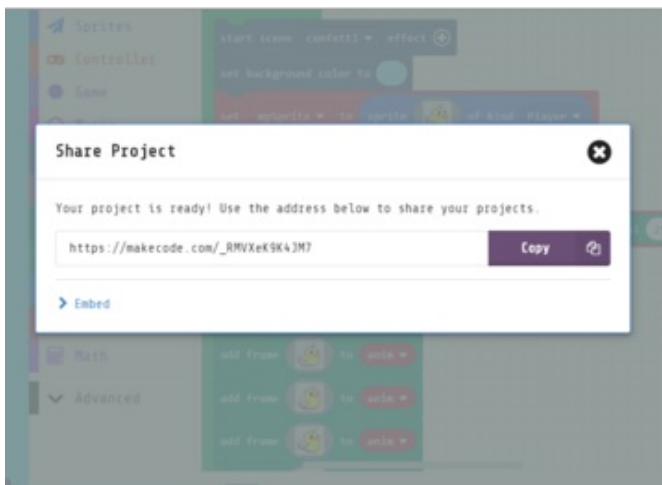 Sprites
Controller
Game
start scene confetti effect
set background color to
set mySprite to sprite of kind Player
Share Project
Your project is ready! Use the address below to share your projects.
https://makecode.com/_RMVXeK9K4JM7
Copy
Embed
Math
Advanced
add frame to anim
add frame to anim
add frame to anim